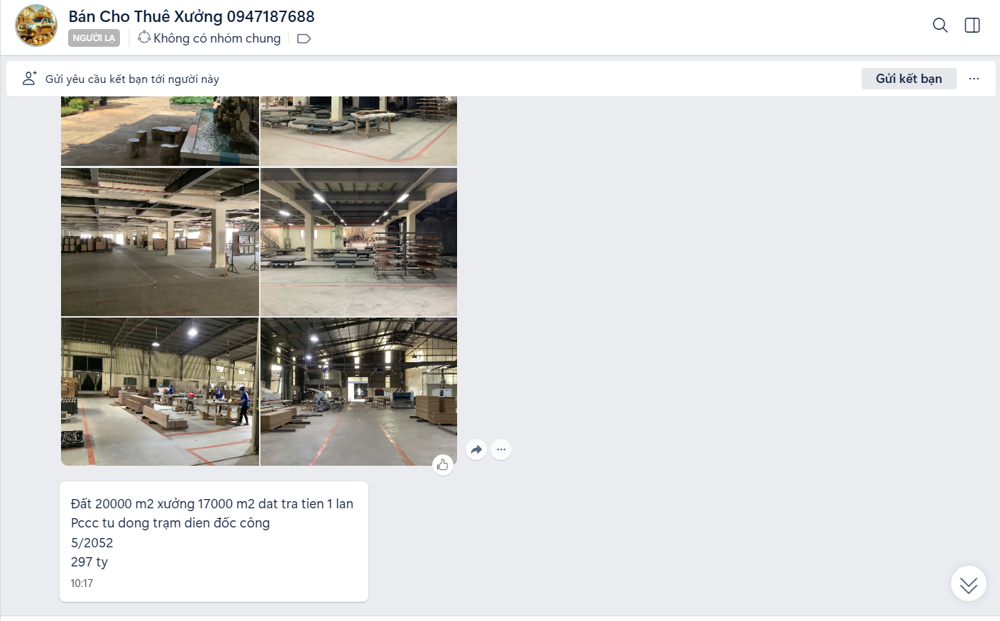 Bán Cho Thuê Xưởng 0947187688
NGƯỜI LẠ
Không có nhóm chung
Gửi yêu cầu kết bạn tới người này
Gửi kết bạn
Đất 20000 m2 xưởng 17000 m2 dat tra tien 1 lan
Pccc tu dong trạm dien đốc công
5/2052
297 ty
10:17